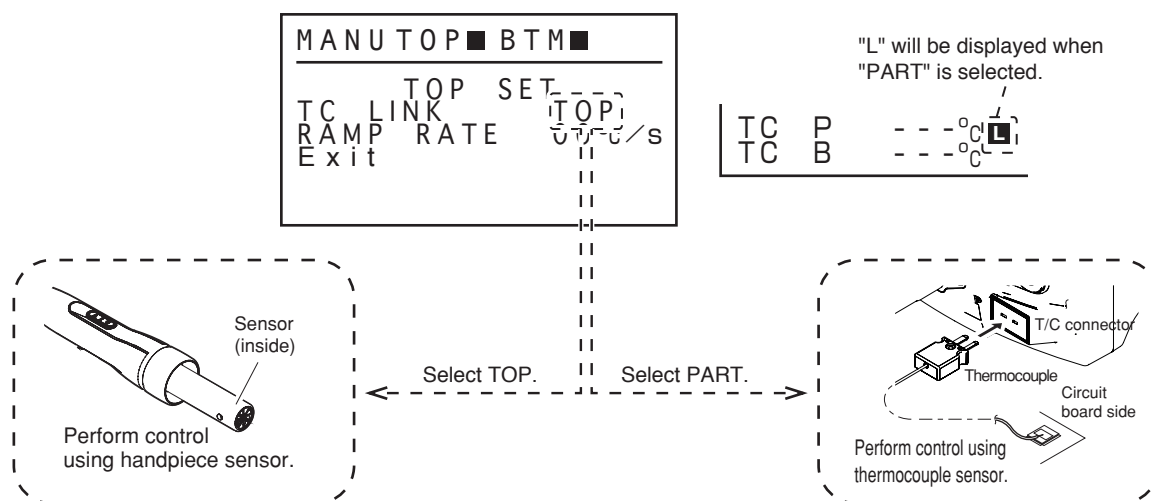 MANU TOP■ BTM■
TOP SET
TC LINK TOP
RAMP RATE 0.0℃/s
Exit
"L" will be displayed when
"PART" is selected.
TC P ---℃ L
TC B ---℃
Sensor
(inside)
Perform control
using handpiece sensor.
Select TOP.
Select PART.
T/C connector
Thermocouple
Circuit
board side
Perform control using
thermocouple sensor.